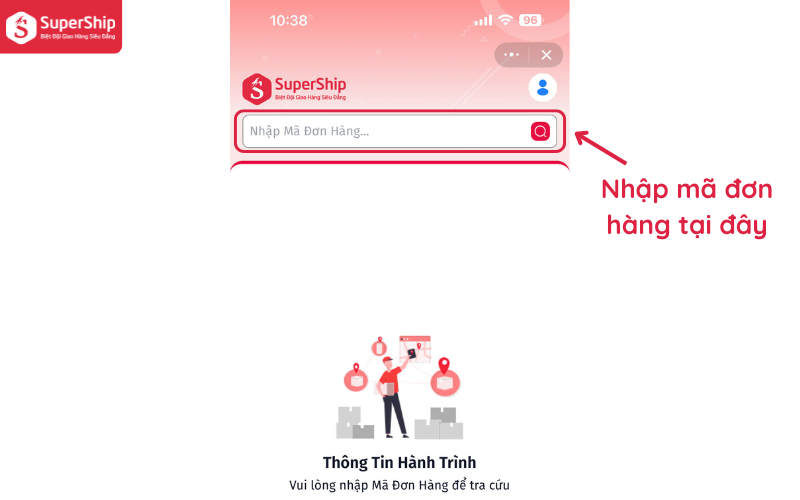 SuperShip
Biệt Đội Giao Hàng Siêu Đẳng
10:38
96
SuperShip
Biệt Đội Giao Hàng Siêu Đẳng
Nhập Mã Đơn Hàng...
Nhập mã đơn
hàng tại đây
Thông Tin Hành Trình
Vui lòng nhập Mã Đơn Hàng để tra cứu